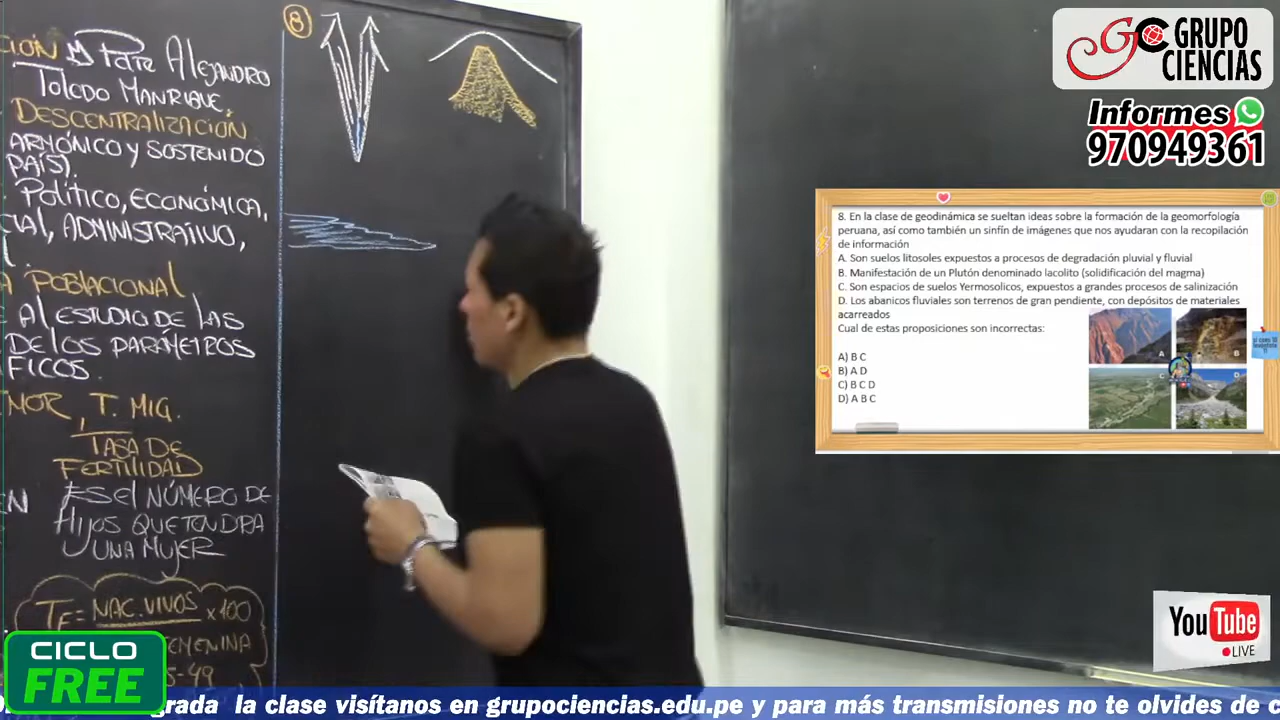 CIÓN Pdte Alejandro
Toledo Manrique.
DESCENTRALIZACIÓN
ARMÓNICO y SOSTENIDO
PAÍS).
Político, ECONÓMICA,
ADMINISTRATIVO,
POBLACIONAL
AL ESTUDIO DE LAS
DE LOS PARÁMETROS
FICOS.
T. MIG.
TASA DE
FERTILIDAD
EN ES EL NÚMERO DE
HIJOS QUE TENDRA
UNA MUJER
TF = NAC. VIVOS x100
EMENINA
-49
8
GRUPO
CIENCIAS
Informes
970949361
8. En la clase de geodinámica se sueltan ideas sobre la formación de la geomorfología
peruana, así como también un sinfín de imágenes que nos ayudaran con la recopilación
de información
A. Son suelos litosoles expuestos a procesos de degradación pluvial y fluvial
B. Manifestación de un Plutón denominado lacolito (solidificación del magma)
C. Son espacios de suelos Yermosolicos, expuestos a grandes procesos de salinización
D. Los abanicos fluviales son terrenos de gran pendiente, con depósitos de materiales
acarreados
Cual de estas proposiciones son incorrectas:
A) B C
B) A D
C) B C D
D) A B C
A
B
C
D
YouTube
LIVE
CICLO
FREE
grada la clase visítanos en grupociencias.edu.pe y para más transmisiones no te olvides de c